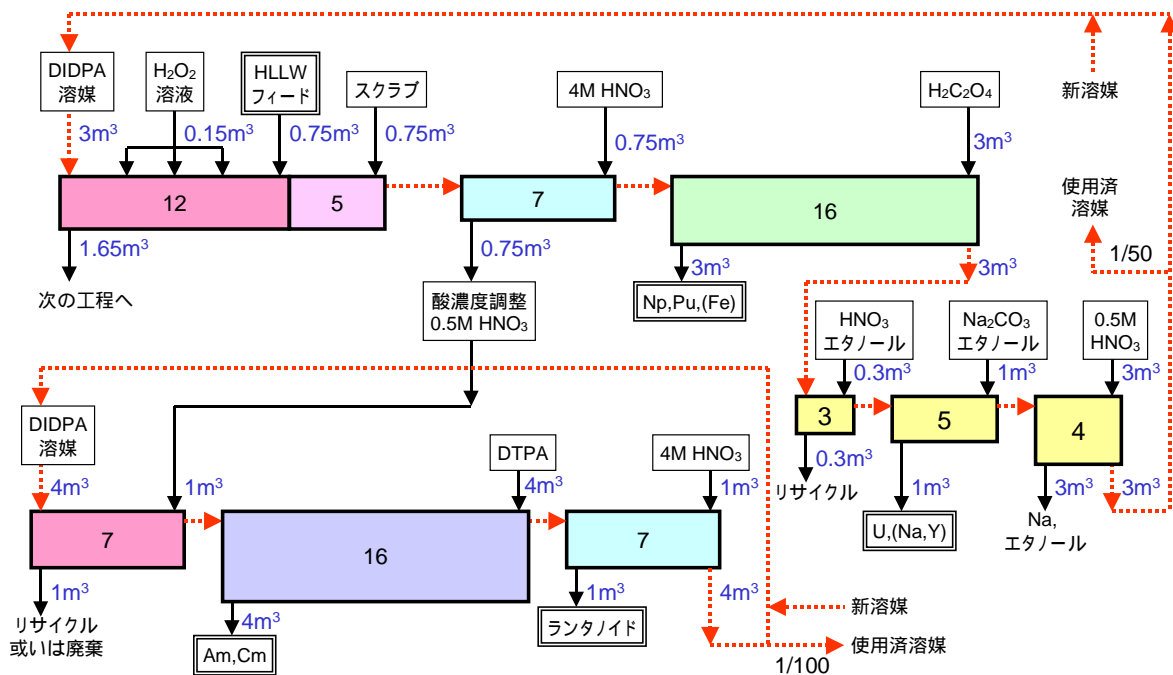 DIDPA
溶媒
H₂O₂
溶液
HLLW
フィード
スクラブ
4M HNO₃
H₂C₂O₄
新溶媒
3m³
0.15m³
0.75m³
0.75m³
0.75m³
3m³
使用済
溶媒
12
5
7
16
1/50
1.65m³
0.75m³
3m³
3m³
次の工程へ
酸濃度調整
0.5M HNO₃
Np,Pu,(Fe)
HNO₃
エタノール
Na₂CO₃
エタノール
0.5M
HNO₃
0.3m³
1m³
3m³
3
5
4
0.3m³
1m³
3m³
3m³
リサイクル
U,(Na,Y)
Na,
エタノール
DIDPA
溶媒
DTPA
4M HNO₃
4m³
1m³
4m³
1m³
7
16
7
1m³
4m³
1m³
4m³
リサイクル
或いは廃棄
Am,Cm
ランタノイド
新溶媒
使用済溶媒
1/100